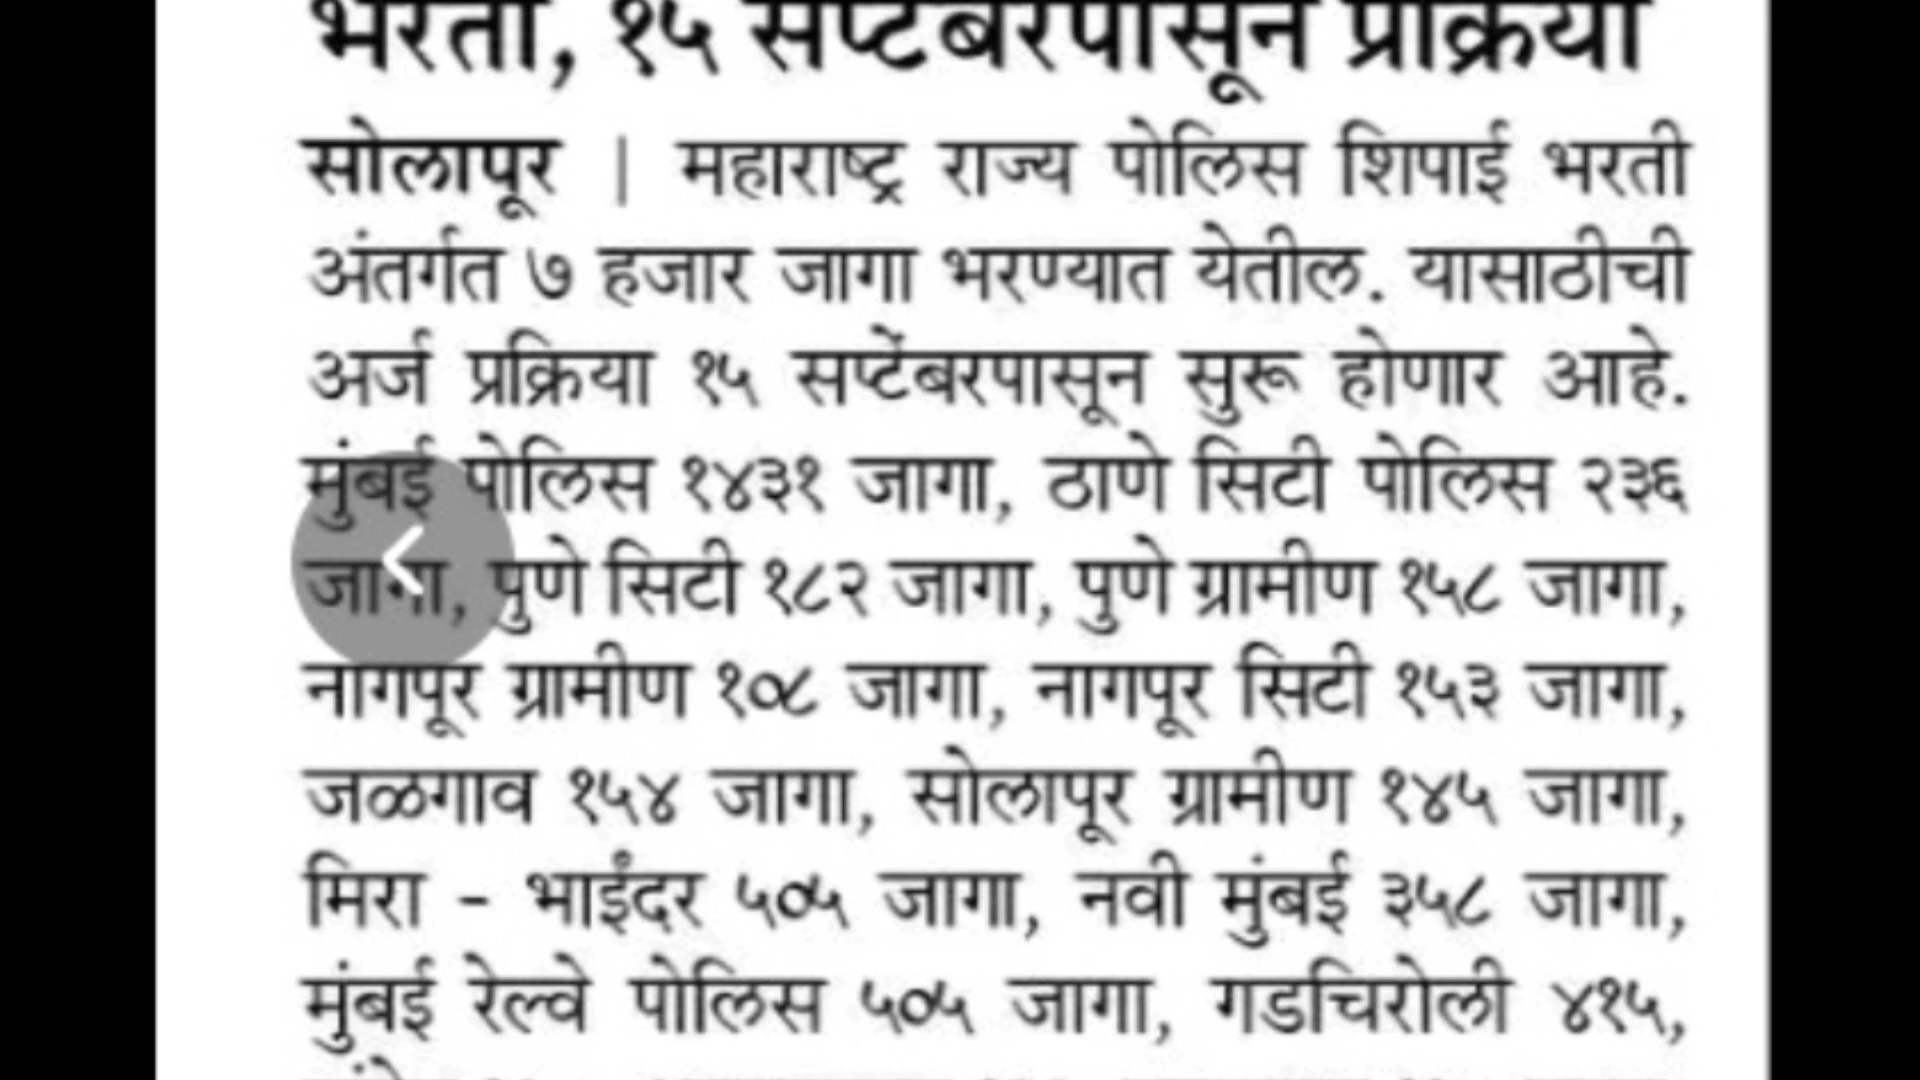 भरती, १५ सप्टेंबरपासून प्रक्रिया
सोलापूर | महाराष्ट्र राज्य पोलिस शिपाई भरती
अंतर्गत ७ हजार जागा भरण्यात येतील. यासाठीची
अर्ज प्रक्रिया १५ सप्टेंबरपासून सुरू होणार आहे.
मुंबई पोलिस १४३१ जागा, ठाणे सिटी पोलिस २३६
जागा, पुणे सिटी १८२ जागा, पुणे ग्रामीण १५८ जागा,
नागपूर ग्रामीण १०८ जागा, नागपूर सिटी १५३ जागा,
जळगाव १५४ जागा, सोलापूर ग्रामीण १४५ जागा,
मिरा - भाईंदर ५०५ जागा, नवी मुंबई ३५८ जागा,
मुंबई रेल्वे पोलिस ५०५ जागा, गडचिरोली ४१५,